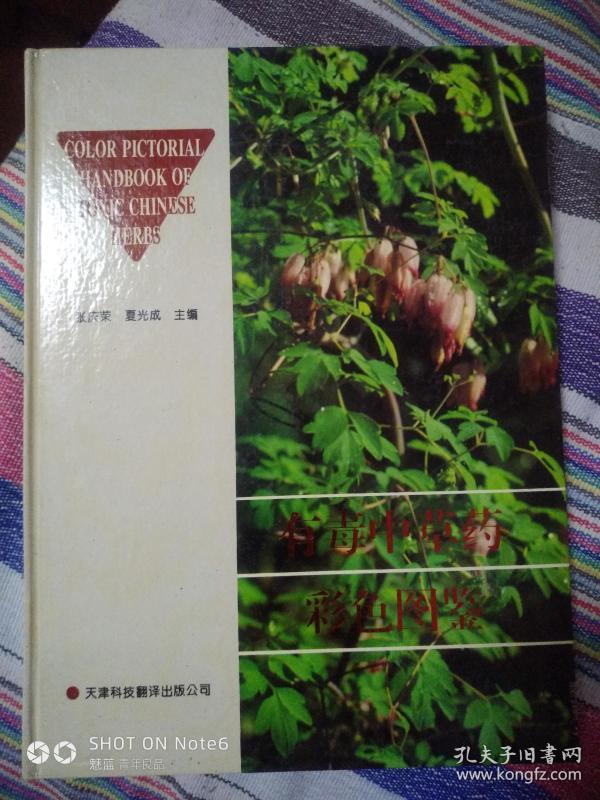 COLOR PICTORIAL
HANDBOOK OF
TOXIC CHINESE
HERBS
张庆荣 夏光成 主编
有毒中草药
彩色图鉴
天津科技翻译出版公司
SHOT ON Note6
魅蓝 青年良品
孔夫子旧书网
www.kongfz.com